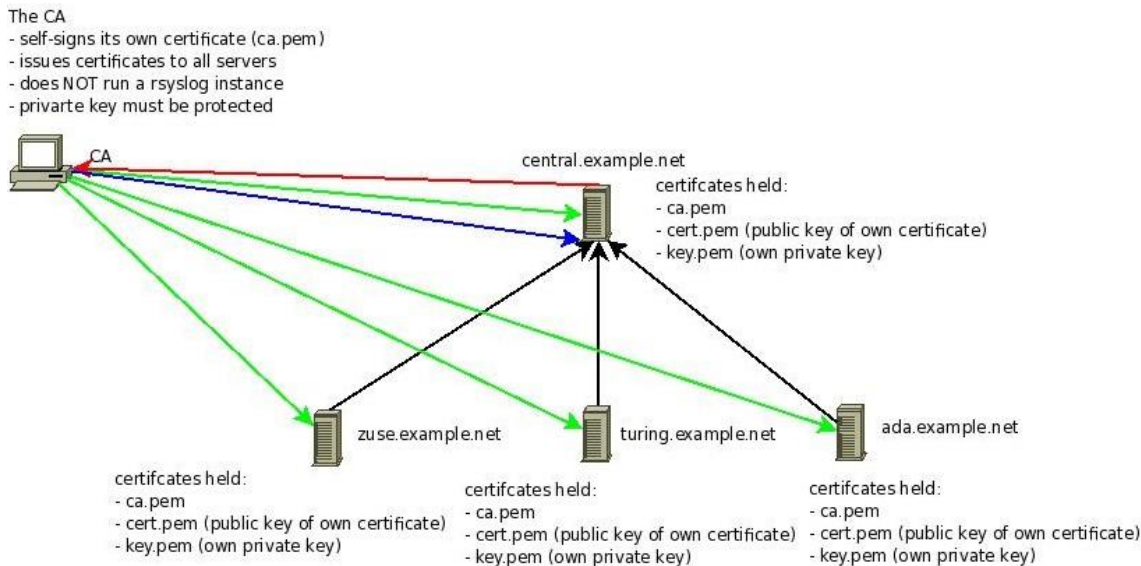 The CA
- self-signs its own certificate (ca.pem)
- issues certificates to all servers
- does NOT run a rsyslog instance
- privarte key must be protected
CA
central.example.net
certifcates held:
- ca.pem
- cert.pem (public key of own certificate)
- key.pem (own private key)
zuse.example.net
turing.example.net
ada.example.net
certifcates held:
- ca.pem
- cert.pem (public key of own certificate)
- key.pem (own private key)
certifcates held:
- ca.pem
- cert.pem (public key of own certificate)
- key.pem (own private key)
certifcates held:
- ca.pem
- cert.pem (public key of own certificate)
- key.pem (own private key)